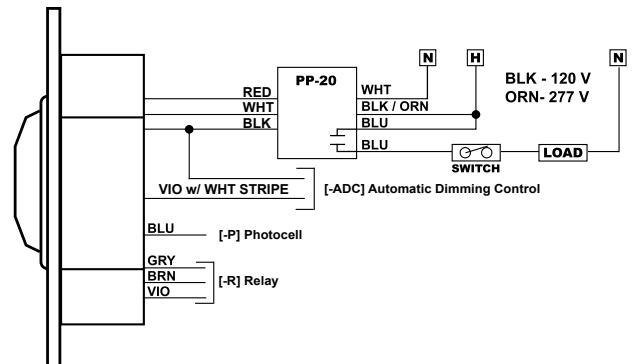 N
H
N
PP-20
BLK - 120 V
ORN- 277 V
RED
WHT
WHT
BLK / ORN
BLK
BLU
BLU
SWITCH
LOAD
VIO w/ WHT STRIPE
[-ADC] Automatic Dimming Control
BLU
[-P] Photocell
GRY
BRN
[-R] Relay
VIO